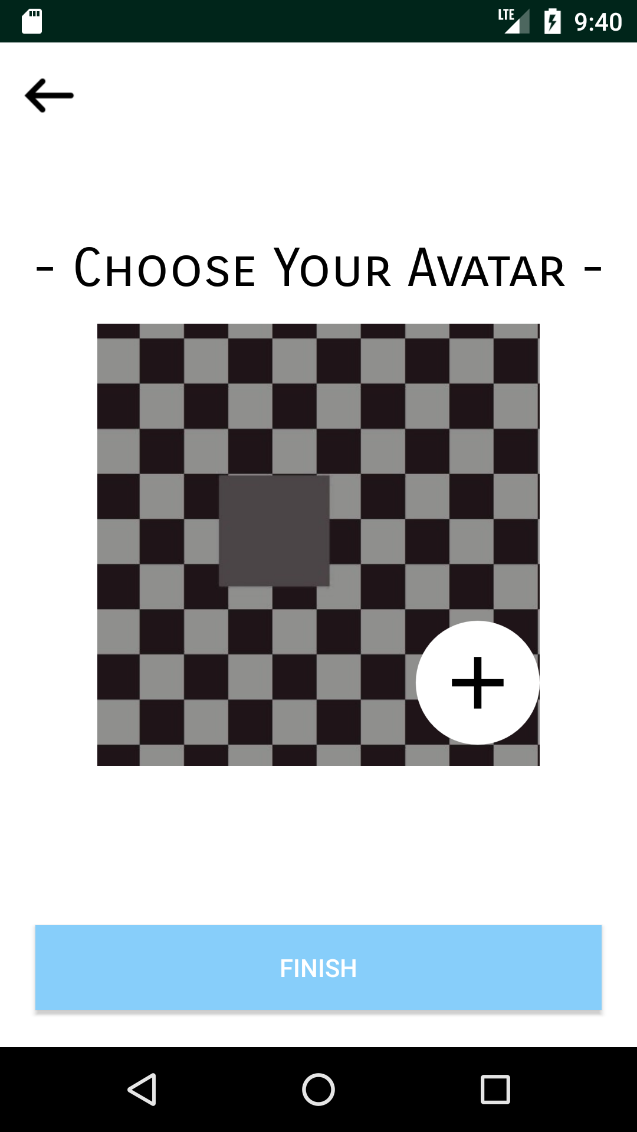 LTE
9:40
- Choose Your Avatar -
FINISH